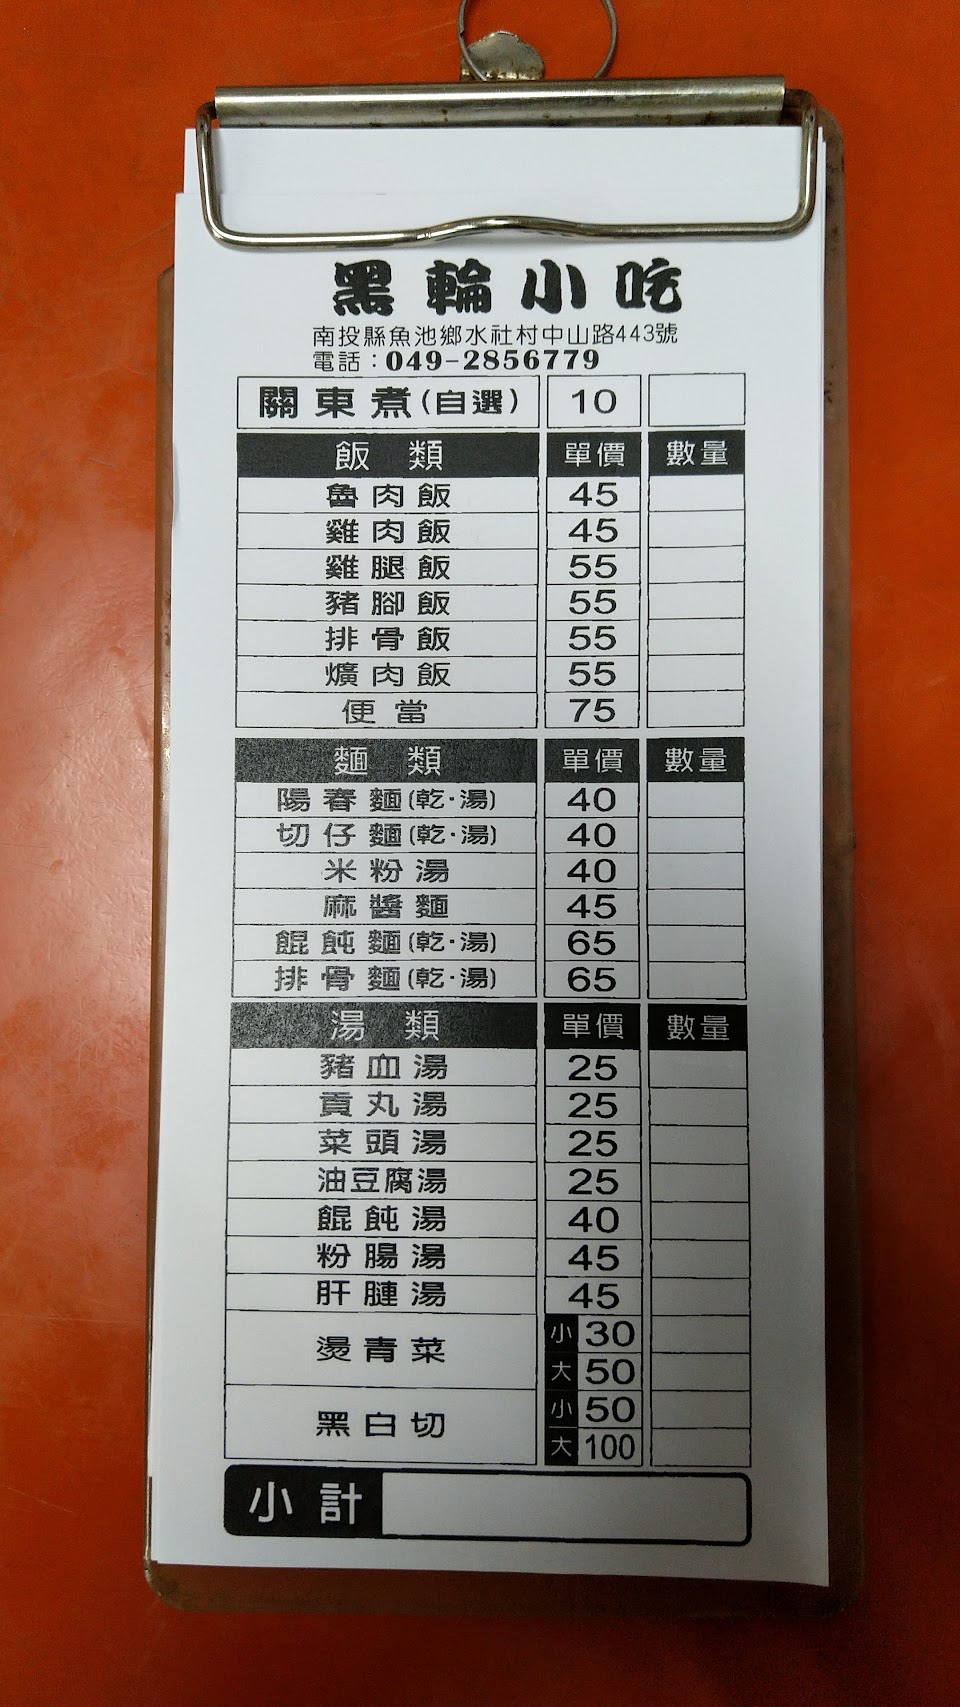 黑輪小吃
南投縣魚池鄉水社村中山路443號
電話：049-2856779
關東煮(自選) 10
飯類 單價 數量
魯肉飯 45
雞肉飯 45
雞腿飯 55
豬腳飯 55
排骨飯 55
爌肉飯 55
便當 75
麵類 單價 數量
陽春麵(乾·湯) 40
切仔麵(乾·湯) 40
米粉湯 40
麻醬麵 45
餛飩麵(乾·湯) 65
排骨麵(乾·湯) 65
湯類 單價 數量
豬血湯 25
貢丸湯 25
菜頭湯 25
油豆腐湯 25
餛飩湯 40
粉腸湯 45
肝腱湯 45
燙青菜 小 30
大 50
黑白切 小 50
大 100
小計